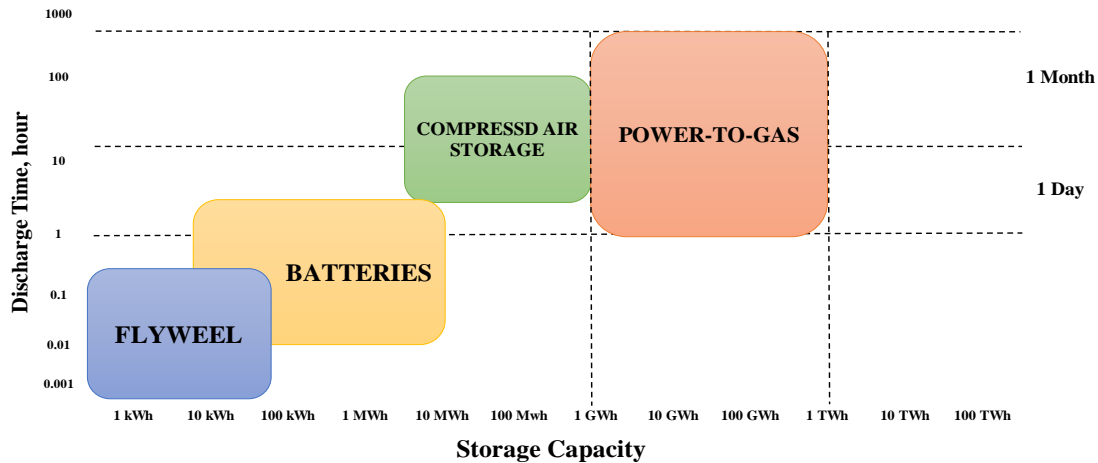 1000
100
10
1
0.1
0.01
0.001
Discharge Time, hour
COMPRESSD AIR
STORAGE
POWER-TO-GAS
BATTERIES
FLYWEEL
1 Month
1 Day
1 kWh 10 kWh 100 kWh 1 MWh 10 MWh 100 Mwh 1 GWh 10 GWh 100 GWh 1 TWh 10 TWh 100 TWh
Storage Capacity